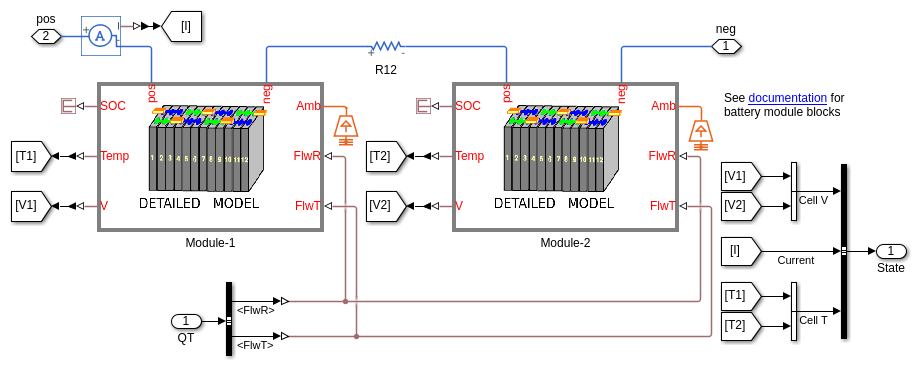 pos
2
A
+
-
I
[I]
neg
1
+
-
R12
pos
neg
SOC
Amb
[T1]
Temp
FlwR
[V1]
V
FlwT
1 2 3 4 5 6 7 8 9 10 11 12
DETAILED MODEL
Module-1
pos
neg
SOC
Amb
[T2]
Temp
FlwR
[V2]
V
FlwT
1 2 3 4 5 6 7 8 9 10 11 12
DETAILED MODEL
Module-2
See documentation for
battery module blocks
[V1]
[V2]
Cell V
[I]
Current
1
State
[T1]
[T2]
Cell T
1
QT
<FlwR>
<FlwT>